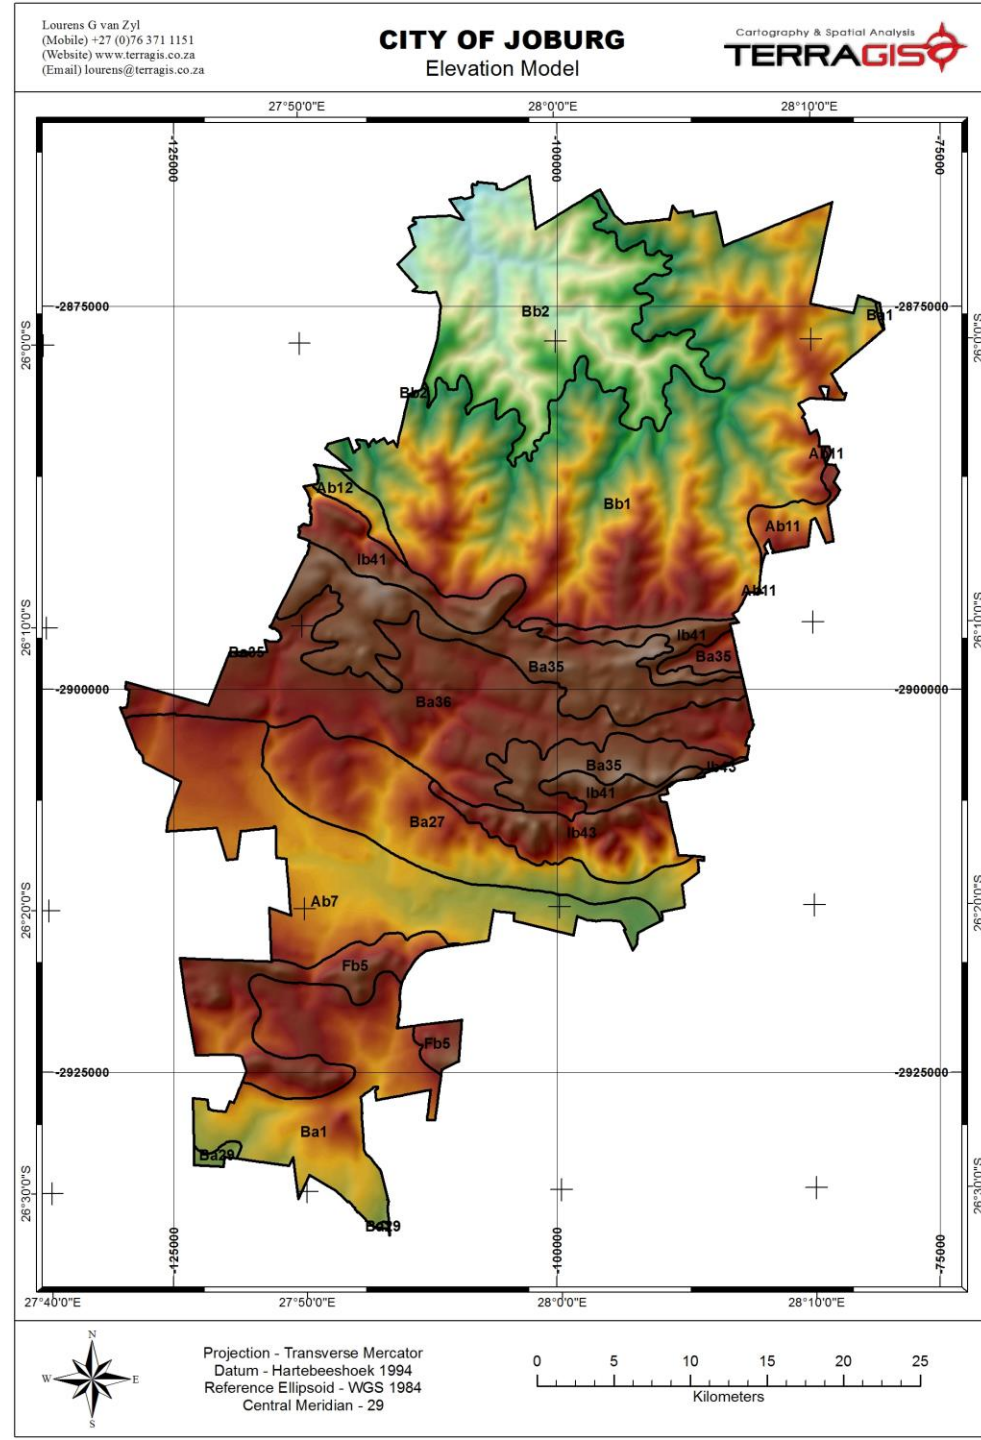 Lourens G van Zyl
(Mobile) +27 (0)76 371 1151
(Website) www.terragis.co.za
(Email) lourens@terragis.co.za
CITY OF JOBURG
Elevation Model
Cartography & Spatial Analysis
TERRAGIS
27°50'0"E 28°0'0"E 28°10'0"E
-125000 -100000 -75000
-2875000 -2875000
Bb2
Ba1
26°0'0"S 26°0'0"S
Bb2
Ab11
Ab12
Bb1
Ab11
Ib41
Ab11
26°10'0"S 26°10'0"S
Ib41
Ba35
Ba35
Ba35
Ba36
-2900000 -2900000
Ba35
Ib43
Ib41
Ba27
Ib43
Ab7
26°20'0"S 26°20'0"S
Fb5
Fb5
-2925000 -2925000
Ba1
Ba29
26°30'0"S 26°30'0"S
Ba29
-125000 -100000 -75000
27°40'0"E 27°50'0"E 28°0'0"E 28°10'0"E
N
W E
S
Projection - Transverse Mercator
Datum - Hartebeeshoek 1994
Reference Ellipsoid - WGS 1984
Central Meridian - 29
0 5 10 15 20 25
Kilometers